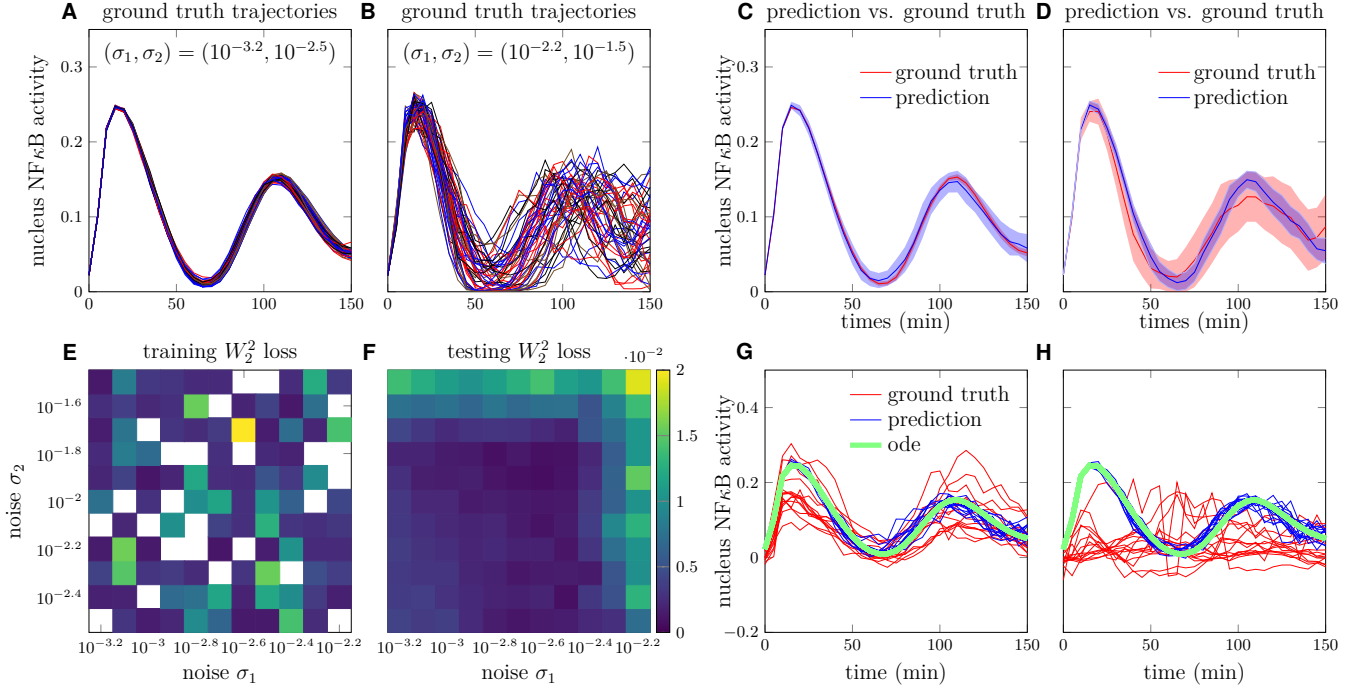 A ground truth trajectories
(σ₁, σ₂) = (10⁻³·², 10⁻²·⁵)
nucleus NFκB activity
0.3
0.2
0.1
0
0 50 100 150
B ground truth trajectories
(σ₁, σ₂) = (10⁻²·², 10⁻¹·⁵)
0 50 100 150
C prediction vs. ground truth
nucleus NFκB activity
ground truth
prediction
0.3
0.2
0.1
0
0 50 100 150
times (min)
D prediction vs. ground truth
ground truth
prediction
0 50 100 150
times (min)
E training W₂² loss
noise σ₂
10⁻¹·⁶
10⁻¹·⁸
10⁻²
10⁻²·²
10⁻²·⁴
10⁻³·² 10⁻³ 10⁻²·⁸ 10⁻²·⁶ 10⁻²·⁴ 10⁻²·²
noise σ₁
F testing W₂² loss
·10⁻²
2
1.5
1
0.5
0
10⁻³·² 10⁻³ 10⁻²·⁸ 10⁻²·⁶ 10⁻²·⁴ 10⁻²·²
noise σ₁
G
nucleus NFκB activity
ground truth
prediction
ode
0.4
0.2
0
−0.2
0 50 100 150
time (min)
H
0 50 100 150
time (min)